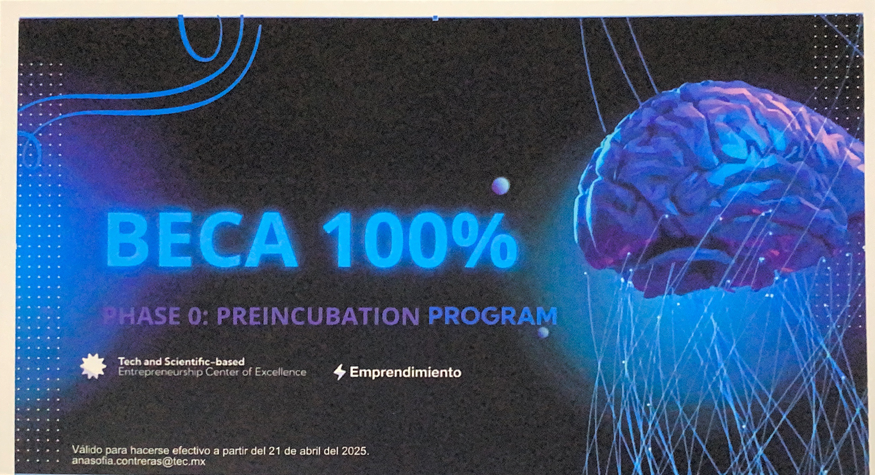 BECA 100%
PHASE 0: PREINCUBATION PROGRAM
Tech and Scientific-based
Entrepreneurship Center of Excellence
Emprendimiento
Válido para hacerse efectivo a partir del 21 de abril del 2025.
anasofia.contreras@tec.mx